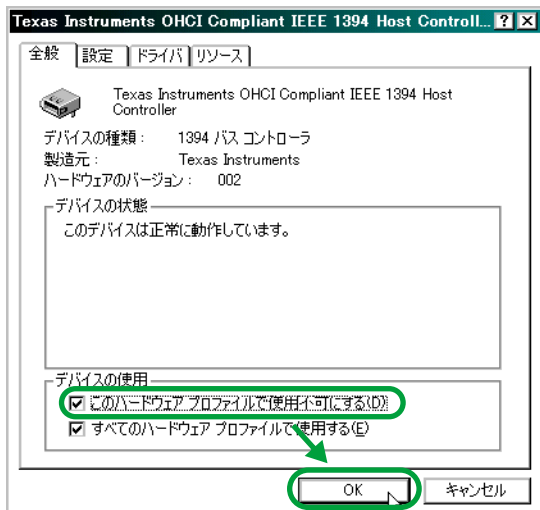 Texas Instruments OHCI Compliant IEEE 1394 Host Controll...
全般 設定 ドライバ リソース
Texas Instruments OHCI Compliant IEEE 1394 Host
Controller
デバイスの種類： 1394 バス コントローラ
製造元： Texas Instruments
ハードウェアのバージョン： 002
デバイスの状態
このデバイスは正常に動作しています。
デバイスの使用
このハードウェア プロファイルで使用不可にする(D)
すべてのハードウェア プロファイルで使用する(E)
OK キャンセル